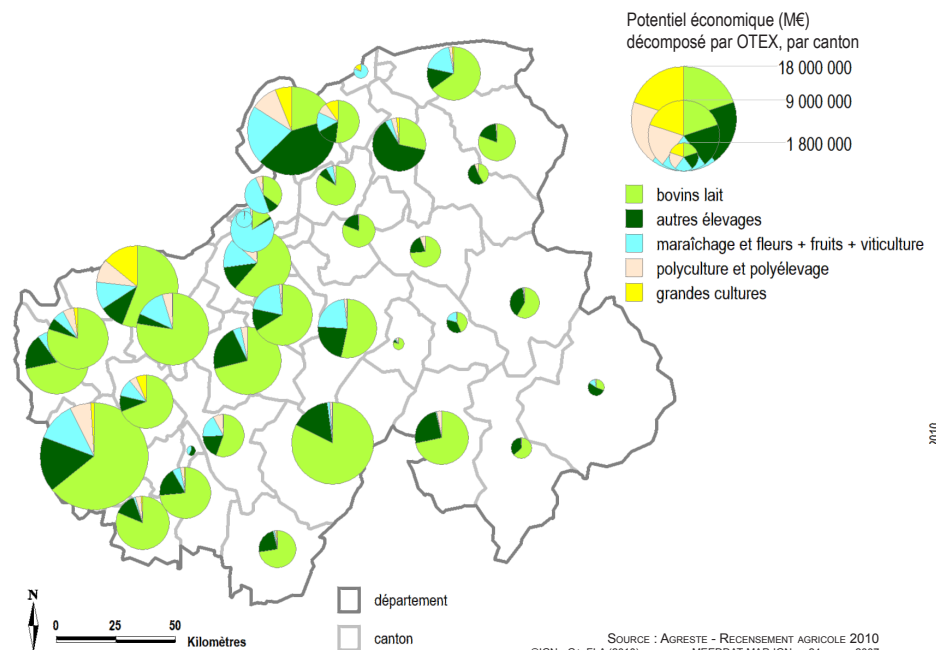 Potentiel économique (M€)
décomposé par OTEX, par canton
18 000 000
9 000 000
1 800 000
bovins lait
autres élevages
maraîchage et fleurs + fruits + viticulture
polyculture et polyélevage
grandes cultures
2010
N
0 25 50
Kilomètres
département
canton
SOURCE : AGRESTE - RECENSEMENT AGRICOLE 2010